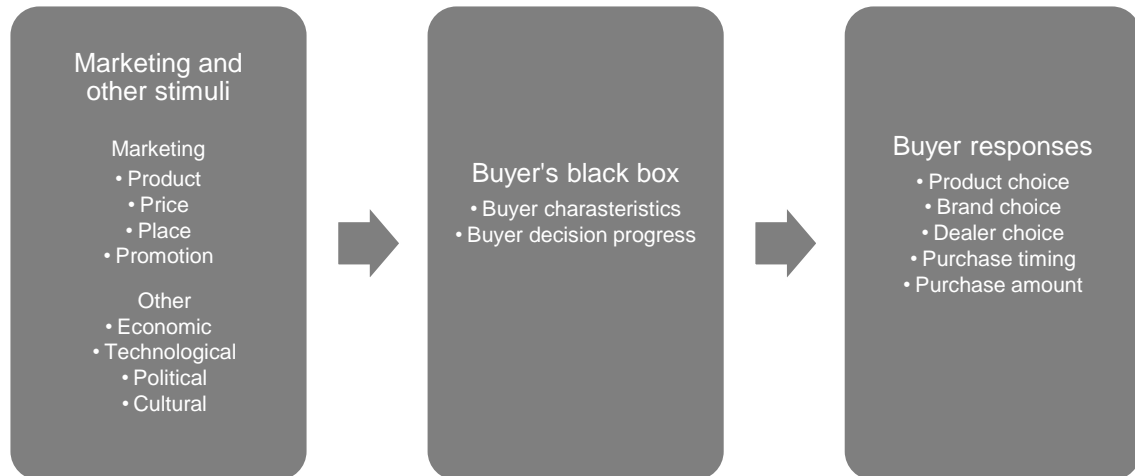 Marketing and
other stimuli
Marketing
• Product
• Price
• Place
• Promotion
Other
• Economic
• Technological
• Political
• Cultural
Buyer's black box
• Buyer charasteristics
• Buyer decision progress
Buyer responses
• Product choice
• Brand choice
• Dealer choice
• Purchase timing
• Purchase amount